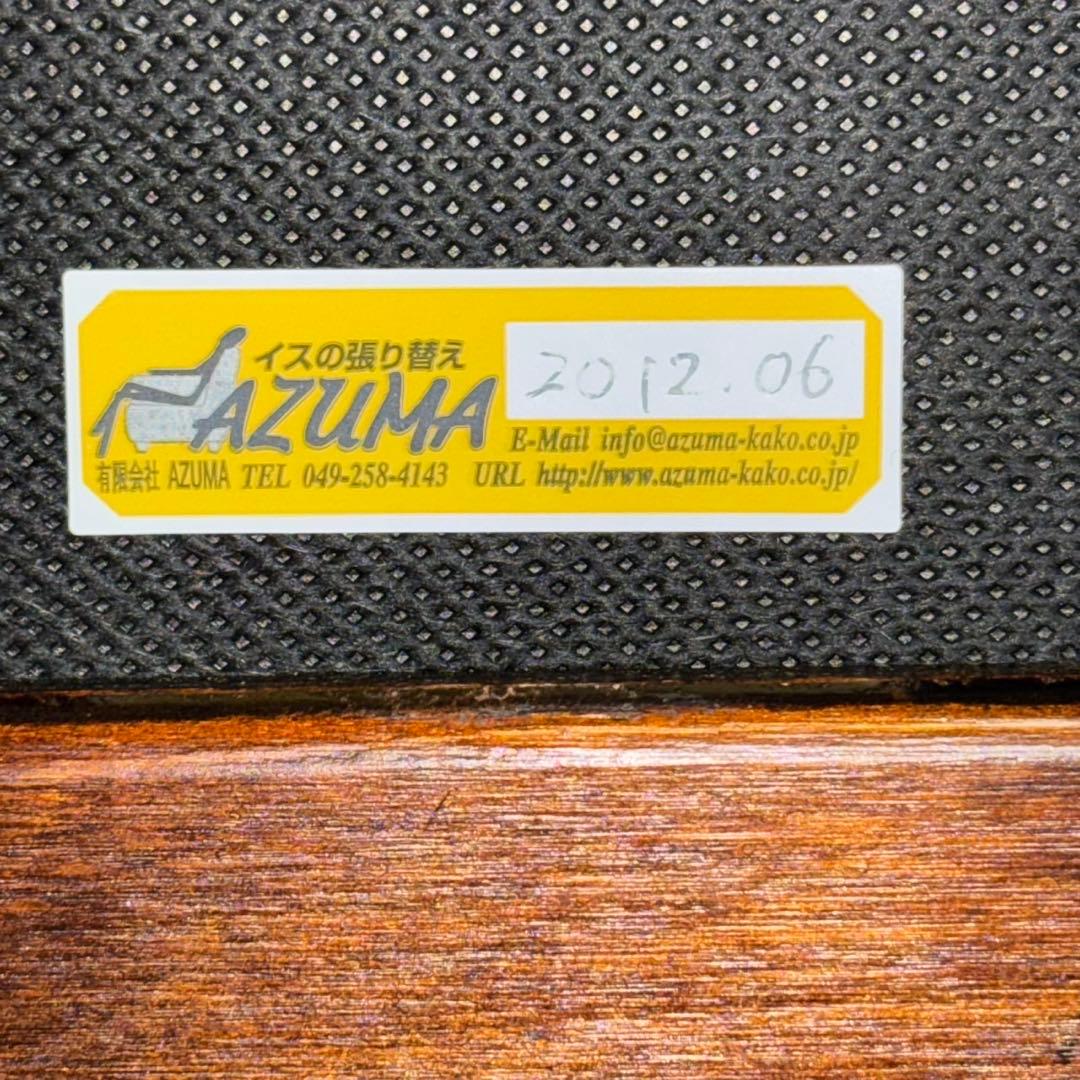 イスの張り替え
AZUMA
2012.06
E-Mail info@azuma-kako.co.jp
有限会社 AZUMA TEL 049-258-4143 URL http://www.azuma-kako.co.jp/